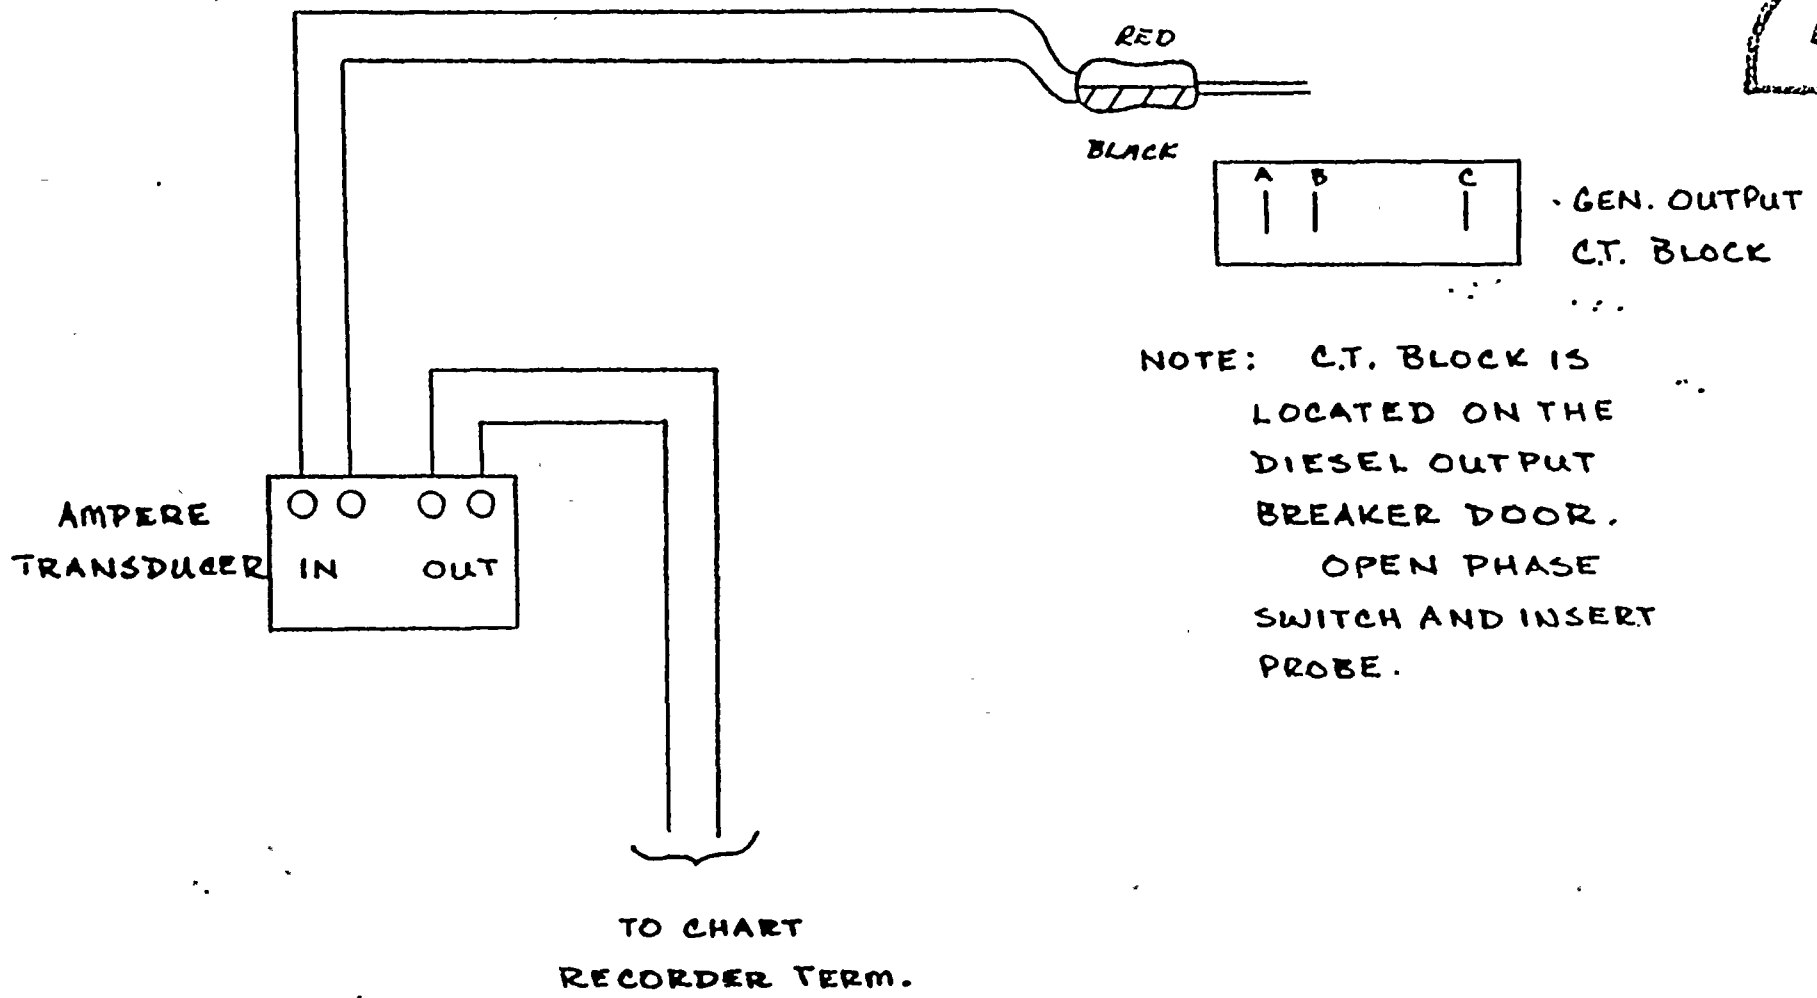 RED
BLACK
A B C
GEN. OUTPUT
C.T. BLOCK
NOTE: C.T. BLOCK IS
LOCATED ON THE
DIESEL OUTPUT
BREAKER DOOR.
OPEN PHASE
SWITCH AND INSERT
PROBE.
AMPERE
TRANSDUCER
IN OUT
TO CHART
RECORDER TERM.